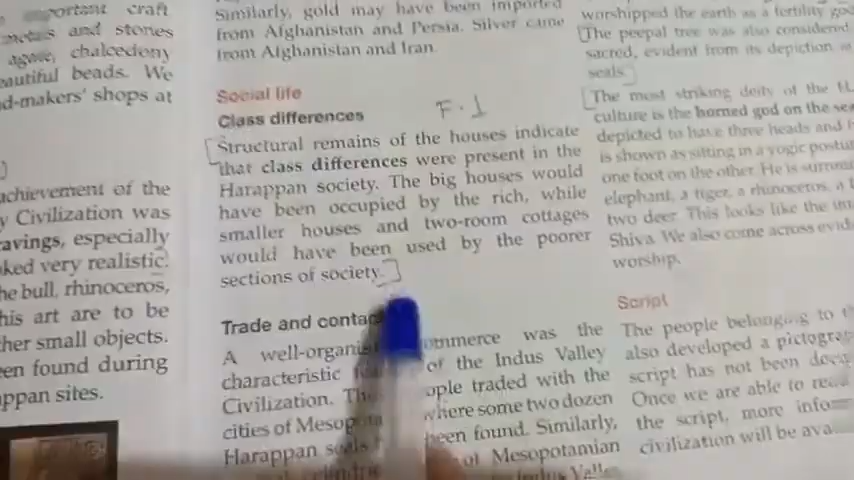 important craft
metals and stones
agate, chalcedony
beautiful beads. We
d-makers' shops at
achievement of the
y Civilization was
avings, especially
ked very realistic.
he bull, rhinoceros,
his art are to be
ther small objects.
een found during
appan sites.
Similarly, gold may have been imported
from Afghanistan and Persia. Silver came
from Afghanistan and Iran.
Social life
Class differences F.1
Structural remains of the houses indicate
that class differences were present in the
Harappan society. The big houses would
have been occupied by the rich, while
smaller houses and two-room cottages
would have been used by the poorer
sections of society.
Trade and contac
A well-organis ommerce was the
characteristic of the Indus Valley
Civilization. Th ople traded with the
cities of Mesopota where some two dozen
Harappan seals been found. Similarly,
of Mesopotamian
Indus Valle
worshipped the earth as a fertility god
The peepal tree was also considered
sacred, evident from its depiction
seals.
The most striking deity of the
culture is the horned god on the sea
depicted to have three heads and
is shown as sitting in a yogic postu
one foot on the other. He is
elephant, a tiger, a rhinoceros, a
two deer. This looks like the
Shiva. We also come across evid
worship.
Script
The people belonging to
also developed a pictogra
script has not been
Once we are able to
the script, more infor
civilization will be ava